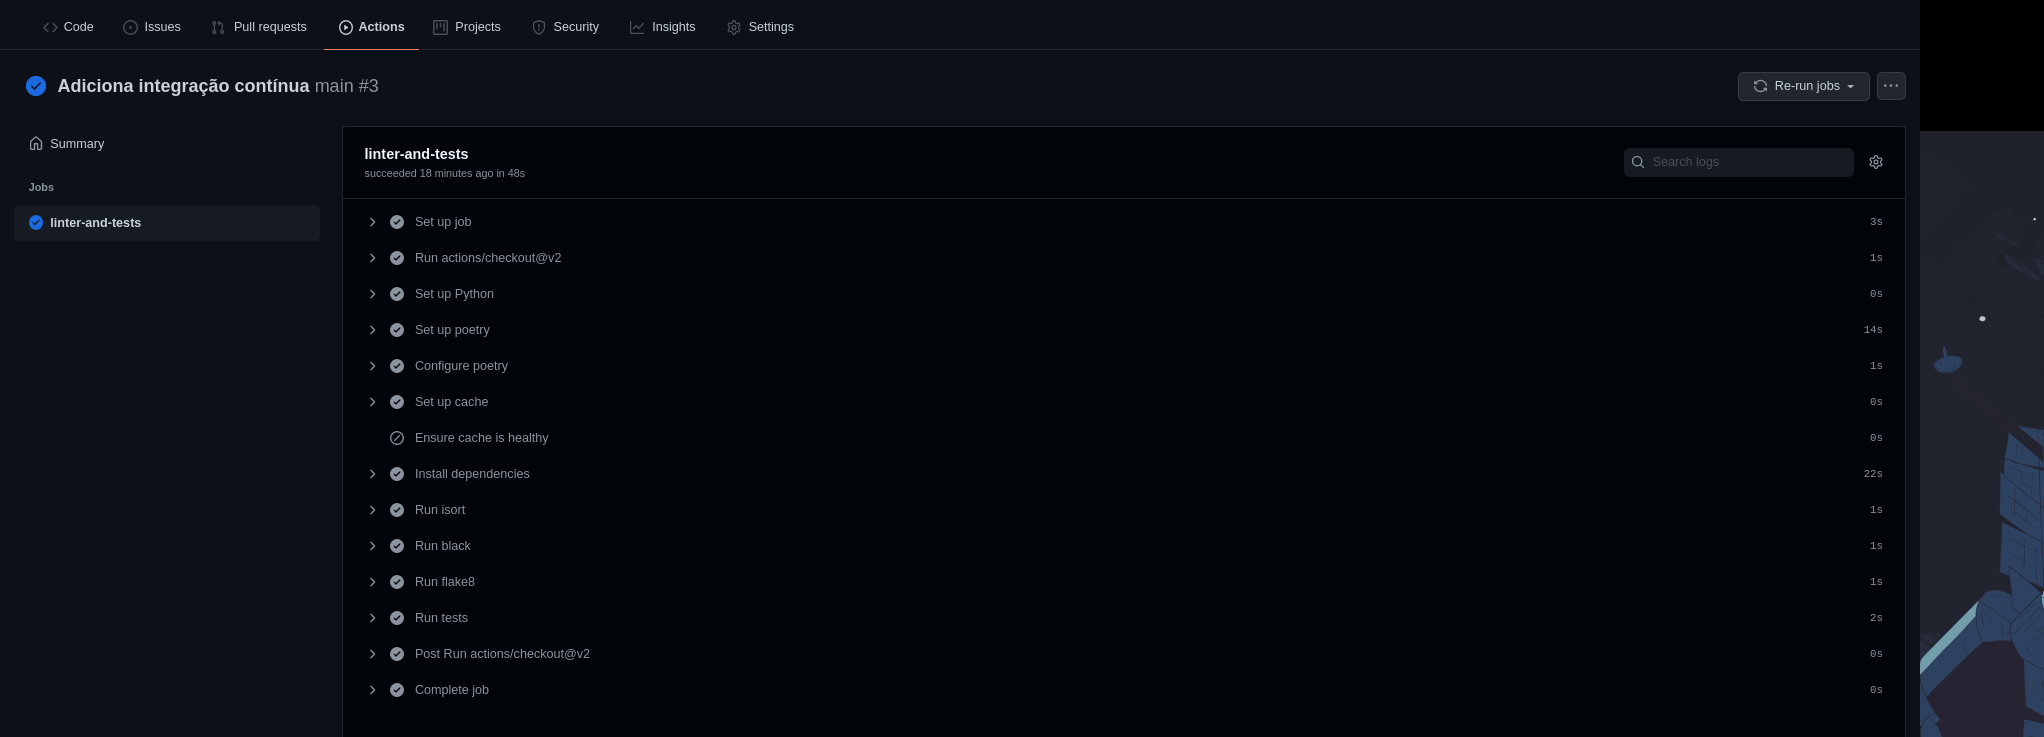 Code Issues Pull requests Actions Projects Security Insights Settings
Adiciona integração contínua main #3
Re-run jobs
Summary
Jobs
linter-and-tests
linter-and-tests
succeeded 18 minutes ago in 48s
Search logs
Set up job 3s
Run actions/checkout@v2 1s
Set up Python 0s
Set up poetry 14s
Configure poetry 1s
Set up cache 0s
Ensure cache is healthy 0s
Install dependencies 22s
Run isort 1s
Run black 1s
Run flake8 1s
Run tests 2s
Post Run actions/checkout@v2 0s
Complete job 0s